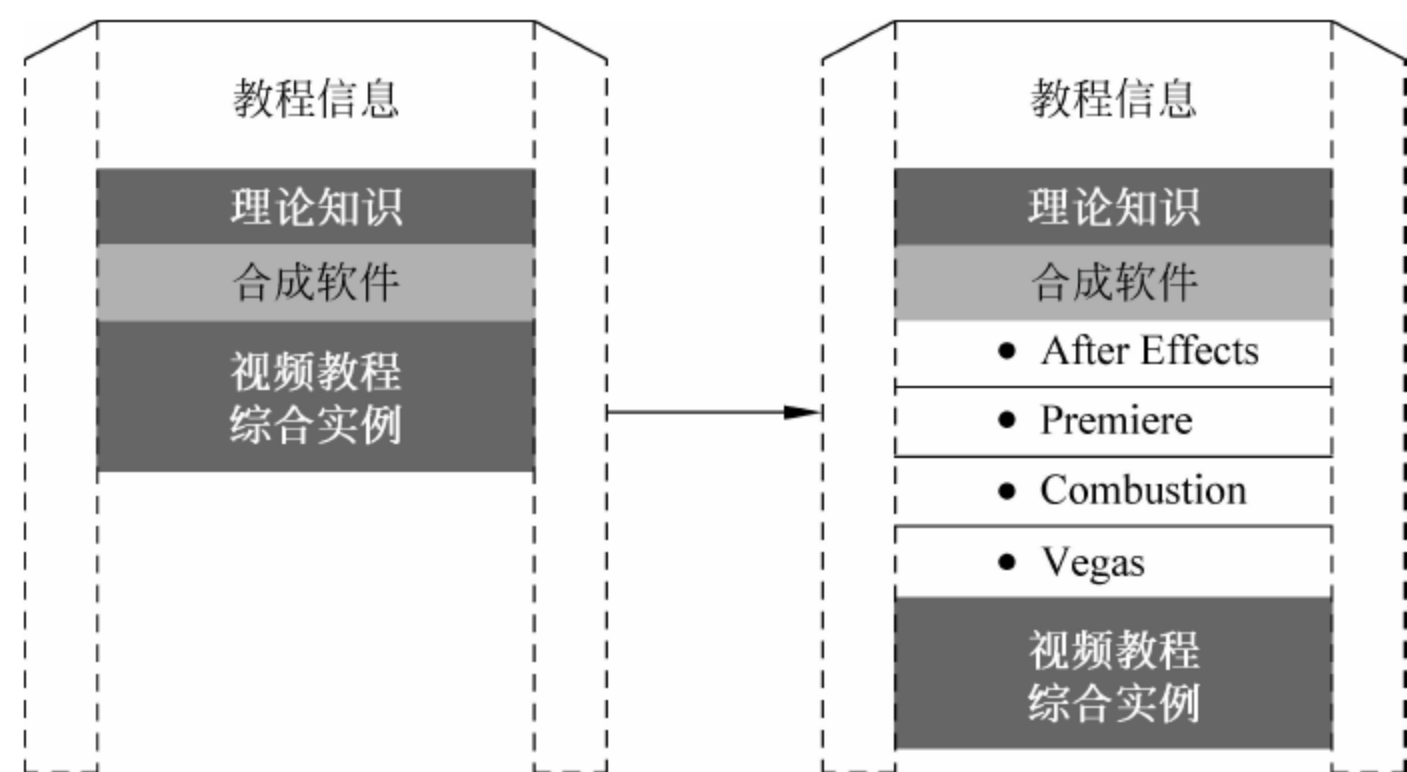 教程信息
理论知识
合成软件
视频教程
综合实例
教程信息
理论知识
合成软件
● After Effects
● Premiere
● Combustion
● Vegas
视频教程
综合实例